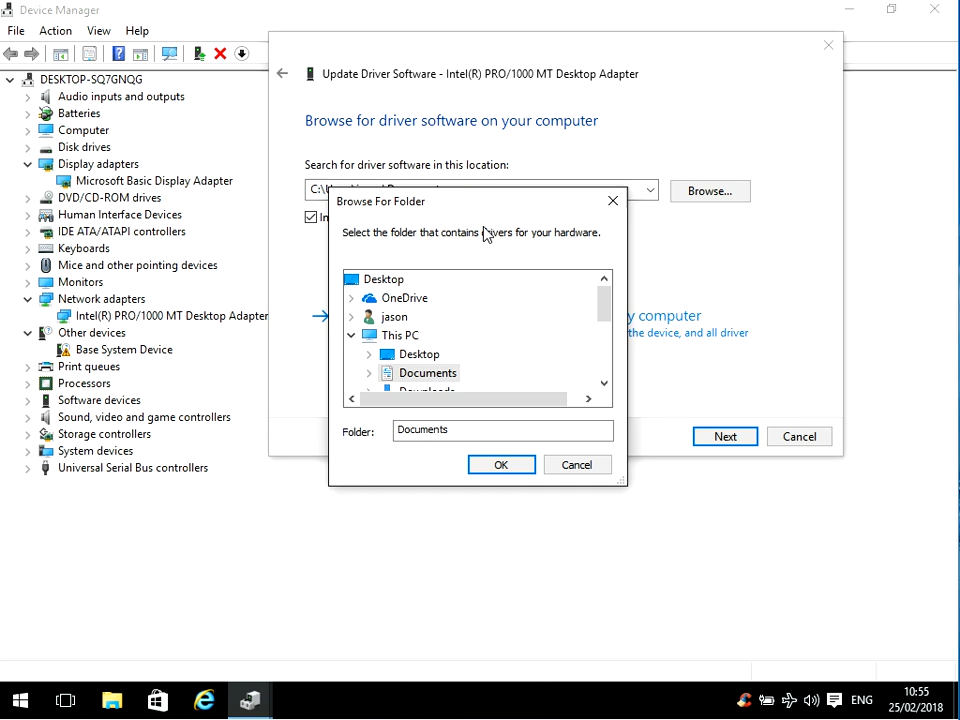 Device Manager
File Action View Help
DESKTOP-SQ7GNQG
Audio inputs and outputs
Batteries
Computer
Disk drives
Display adapters
Microsoft Basic Display Adapter
DVD/CD-ROM drives
Human Interface Devices
IDE ATA/ATAPI controllers
Keyboards
Mice and other pointing devices
Monitors
Network adapters
Intel(R) PRO/1000 MT Desktop Adapter
Other devices
Base System Device
Print queues
Processors
Software devices
Sound, video and game controllers
Storage controllers
System devices
Universal Serial Bus controllers
Update Driver Software - Intel(R) PRO/1000 MT Desktop Adapter
Browse for driver software on your computer
Search for driver software in this location:
Browse...
y computer
the device, and all driver
Next Cancel
Browse For Folder
Select the folder that contains drivers for your hardware.
Desktop
OneDrive
jason
This PC
Desktop
Documents
Downloads
Folder: Documents
OK Cancel
ENG
10:55
25/02/2018